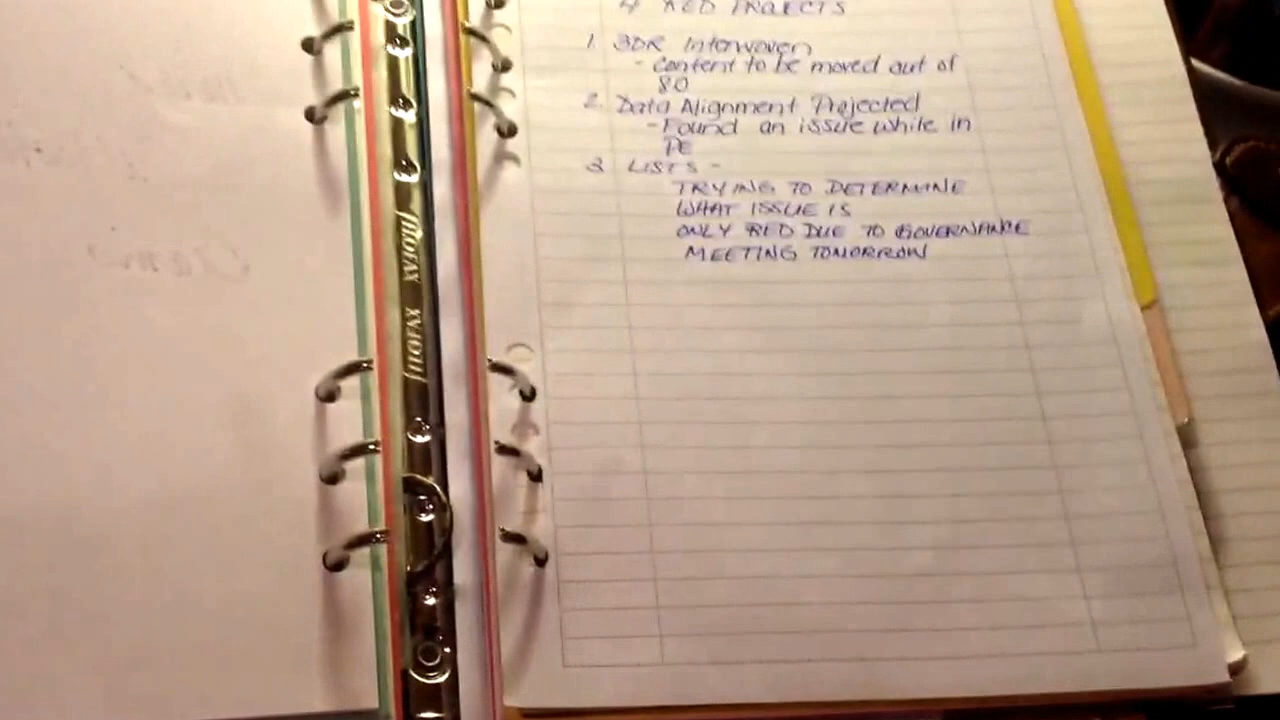 4 RED PROJECTS
1. 3DR Interwoven
- Content to be moved out of
80
2. Data Alignment Projected
- Found an issue while in
PE
3 LISTS -
TRYING TO DETERMINE
WHAT ISSUE IS
ONLY RED DUE TO GOVERNANCE
MEETING TOMORROW
filofax
filofax